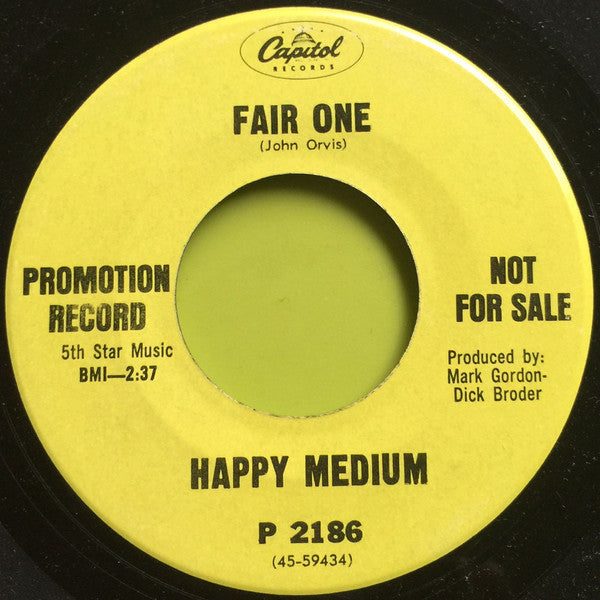 Capitol
RECORDS
FAIR ONE
(John Orvis)
PROMOTION
RECORD
5th Star Music
BMI—2:37
NOT
FOR SALE
Produced by:
Mark Gordon-
Dick Broder
HAPPY MEDIUM
P 2186
(45-59434)